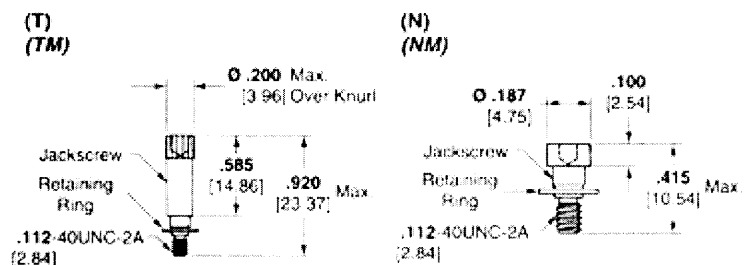 (T)
(TM)
Ø .200 Max.
[3.96] Over Knurl
Jackscrew
Retaining
Ring
.585
[14.86]
.920
[23.37]
Max.
.112-40UNC-2A
[2.84]
(N)
(NM)
Ø .187
[4.75]
.100
[2.54]
Jackscrew
Retaining
Ring
.415
[10.54]
Max.
.112-40UNC-2A
[2.84]